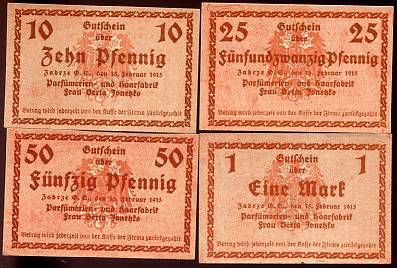 10 Gutschein 10
über
Zehn Pfennig
Zabrze O.S., den 15. Februar 1915
Parfümerien- und Haarfabrik
Frau Berta Jonetzko
Betrag wird jederzeit von der Kasse der Firma zurückgezahlt
25 Gutschein 25
über
Fünfundzwanzig Pfennig
Zabrze O.S., den 15. Februar 1915
Parfümerien- und Haarfabrik
Frau Berta Jonetzko
Betrag wird jederzeit von der Kasse der Firma zurückgezahlt
50 Gutschein 50
über
Fünfzig Pfennig
Zabrze O.S., den 15. Februar 1915
Parfümerien- und Haarfabrik
Frau Berta Jonetzko
Betrag wird jederzeit von der Kasse der Firma zurückgezahlt
1 Gutschein 1
über
Eine Mark
Zabrze O.S., den 15. Februar 1915
Parfümerien- und Haarfabrik
Frau Berta Jonetzko
Betrag wird jederzeit von der Kasse der Firma zurückgezahlt